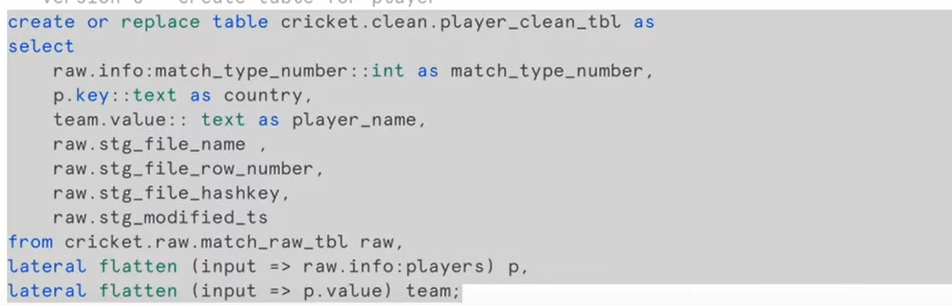 create or replace table cricket.clean.player_clean_tbl as
select
    raw.info:match_type_number::int as match_type_number,
    p.key::text as country,
    team.value:: text as player_name,
    raw.stg_file_name ,
    raw.stg_file_row_number,
    raw.stg_file_hashkey,
    raw.stg_modified_ts
from cricket.raw.match_raw_tbl raw,
lateral flatten (input => raw.info:players) p,
lateral flatten (input => p.value) team;